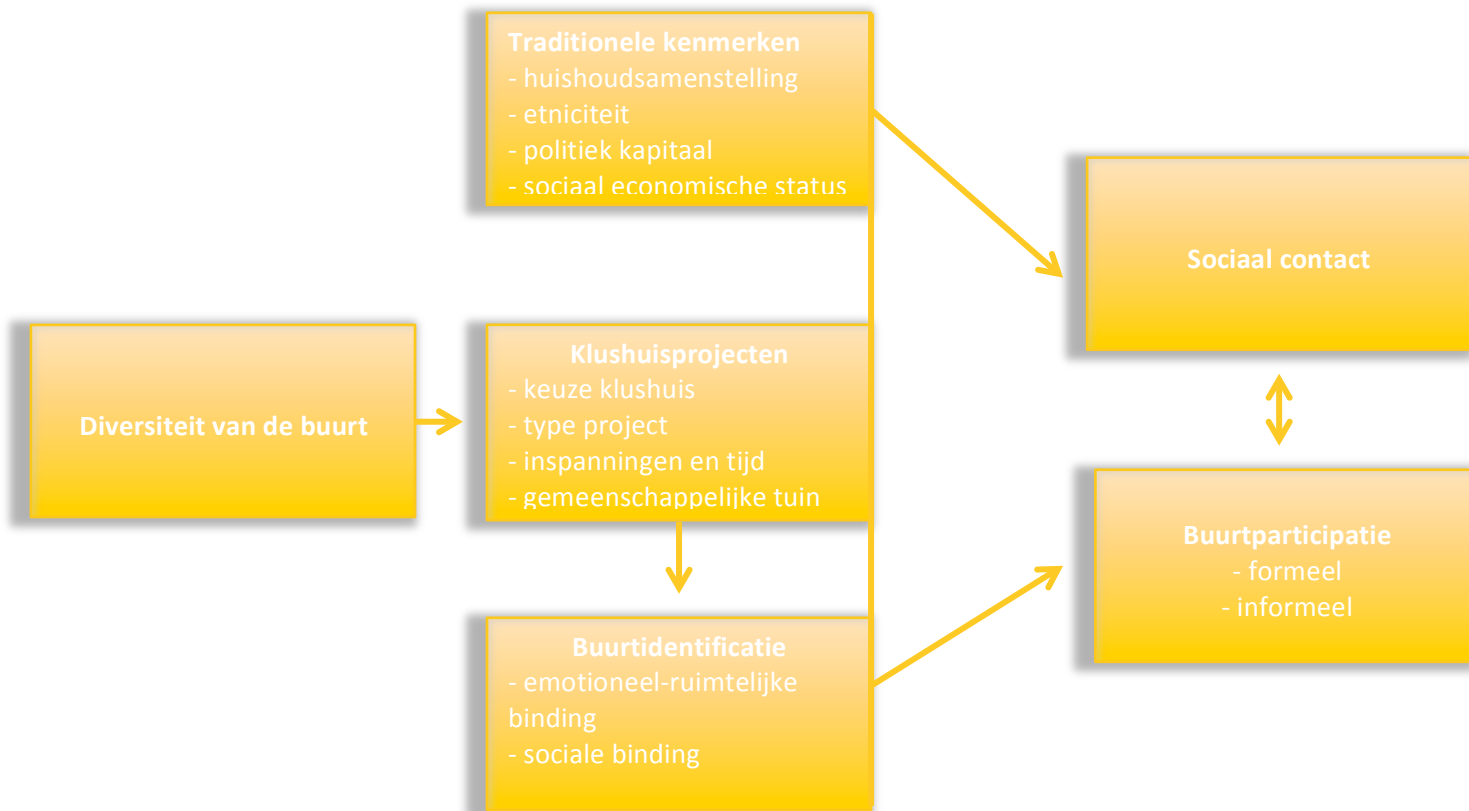 Traditionele kenmerken
- huishoudsamenstelling
- etniciteit
- politiek kapitaal
- sociaal economische status
Sociaal contact
Diversiteit van de buurt
Klushuisprojecten
- keuze klushuis
- type project
- inspanningen en tijd
- gemeenschappelijke tuin
Buurtparticipatie
- formeel
- informeel
Buurtidentificatie
- emotioneel-ruimtelijke
binding
- sociale binding